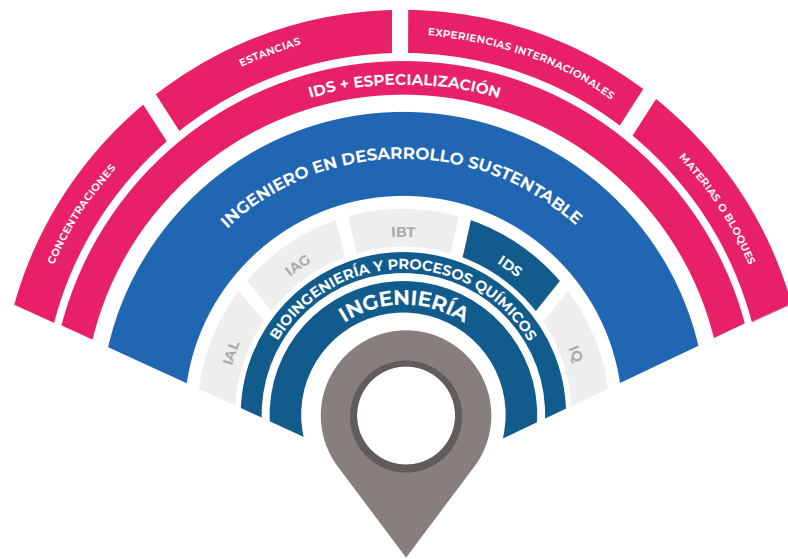 CONCENTRACIONES
ESTANCIAS
EXPERIENCIAS INTERNACIONALES
MATERIAS O BLOQUES
IDS + ESPECIALIZACIÓN
INGENIERO EN DESARROLLO SUSTENTABLE
IAL
IAG
IBT
IDS
IQ
BIOINGENIERÍA Y PROCESOS QUÍMICOS
INGENIERÍA